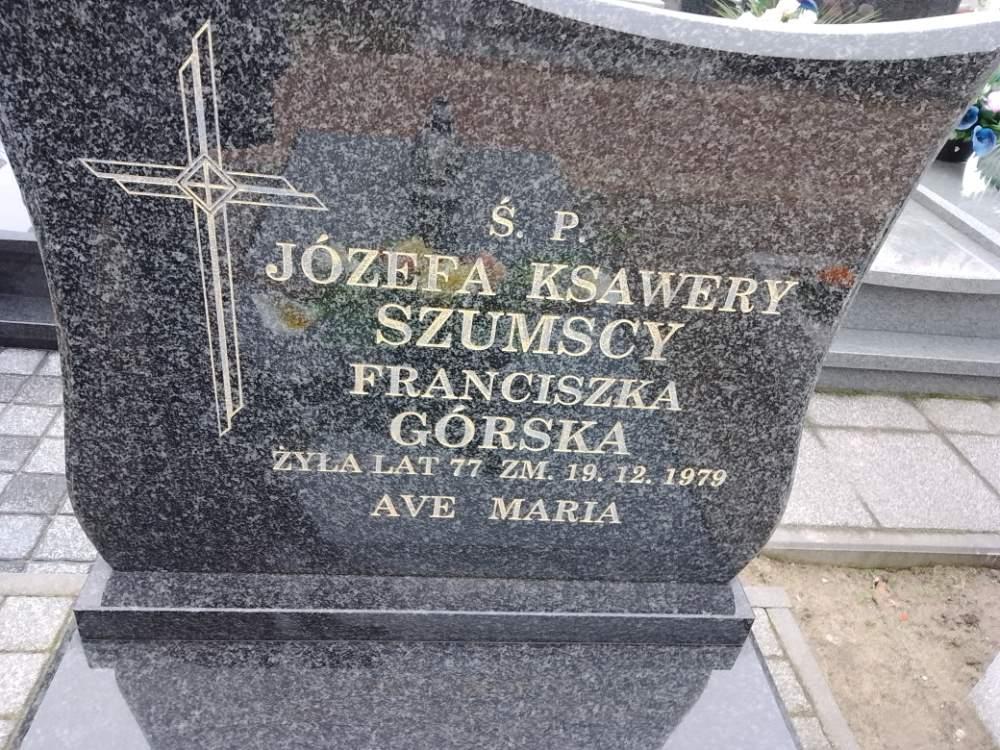 Ś. P.
JÓZEFA KSAWERY
SZUMSCY
FRANCISZKA
GÓRSKA
ŻYŁA LAT 77 ZM. 19. 12. 1979
AVE MARIA